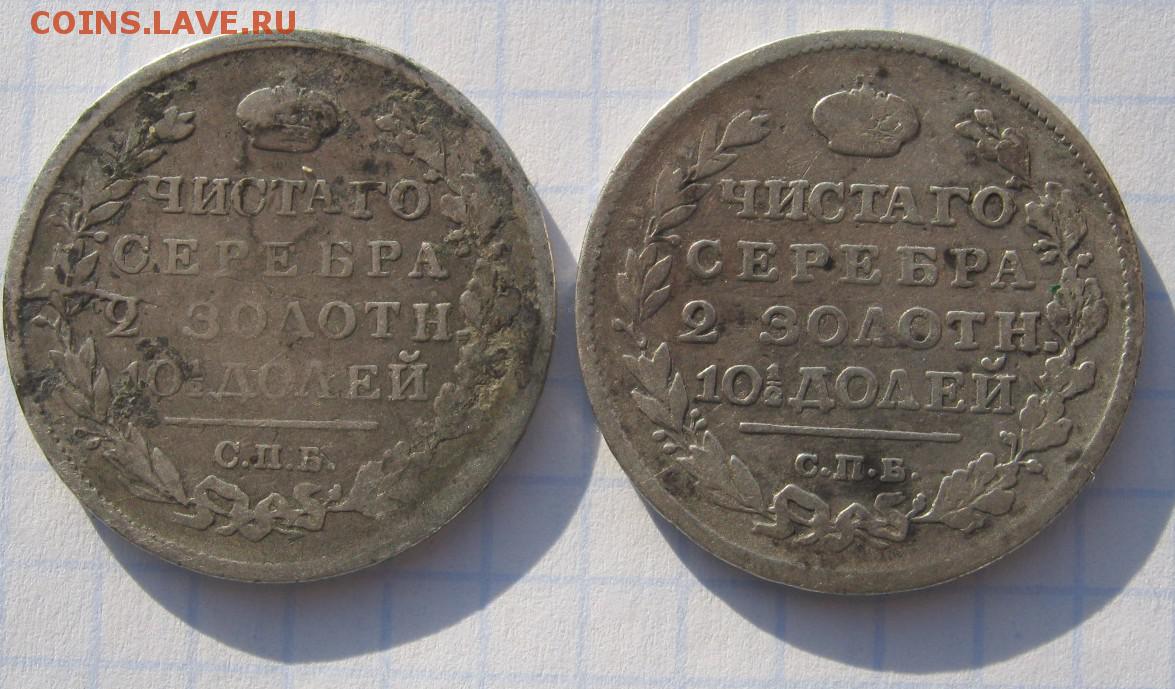 COINS.LAVE.RU
ЧИСТАГО
СЕРЕБРА
2 ЗОЛОТН.
10½ ДОЛЕЙ
С.П.Б.
ЧИСТАГО
СЕРЕБРА
2 ЗОЛОТН.
10½ ДОЛЕЙ
С.П.Б.